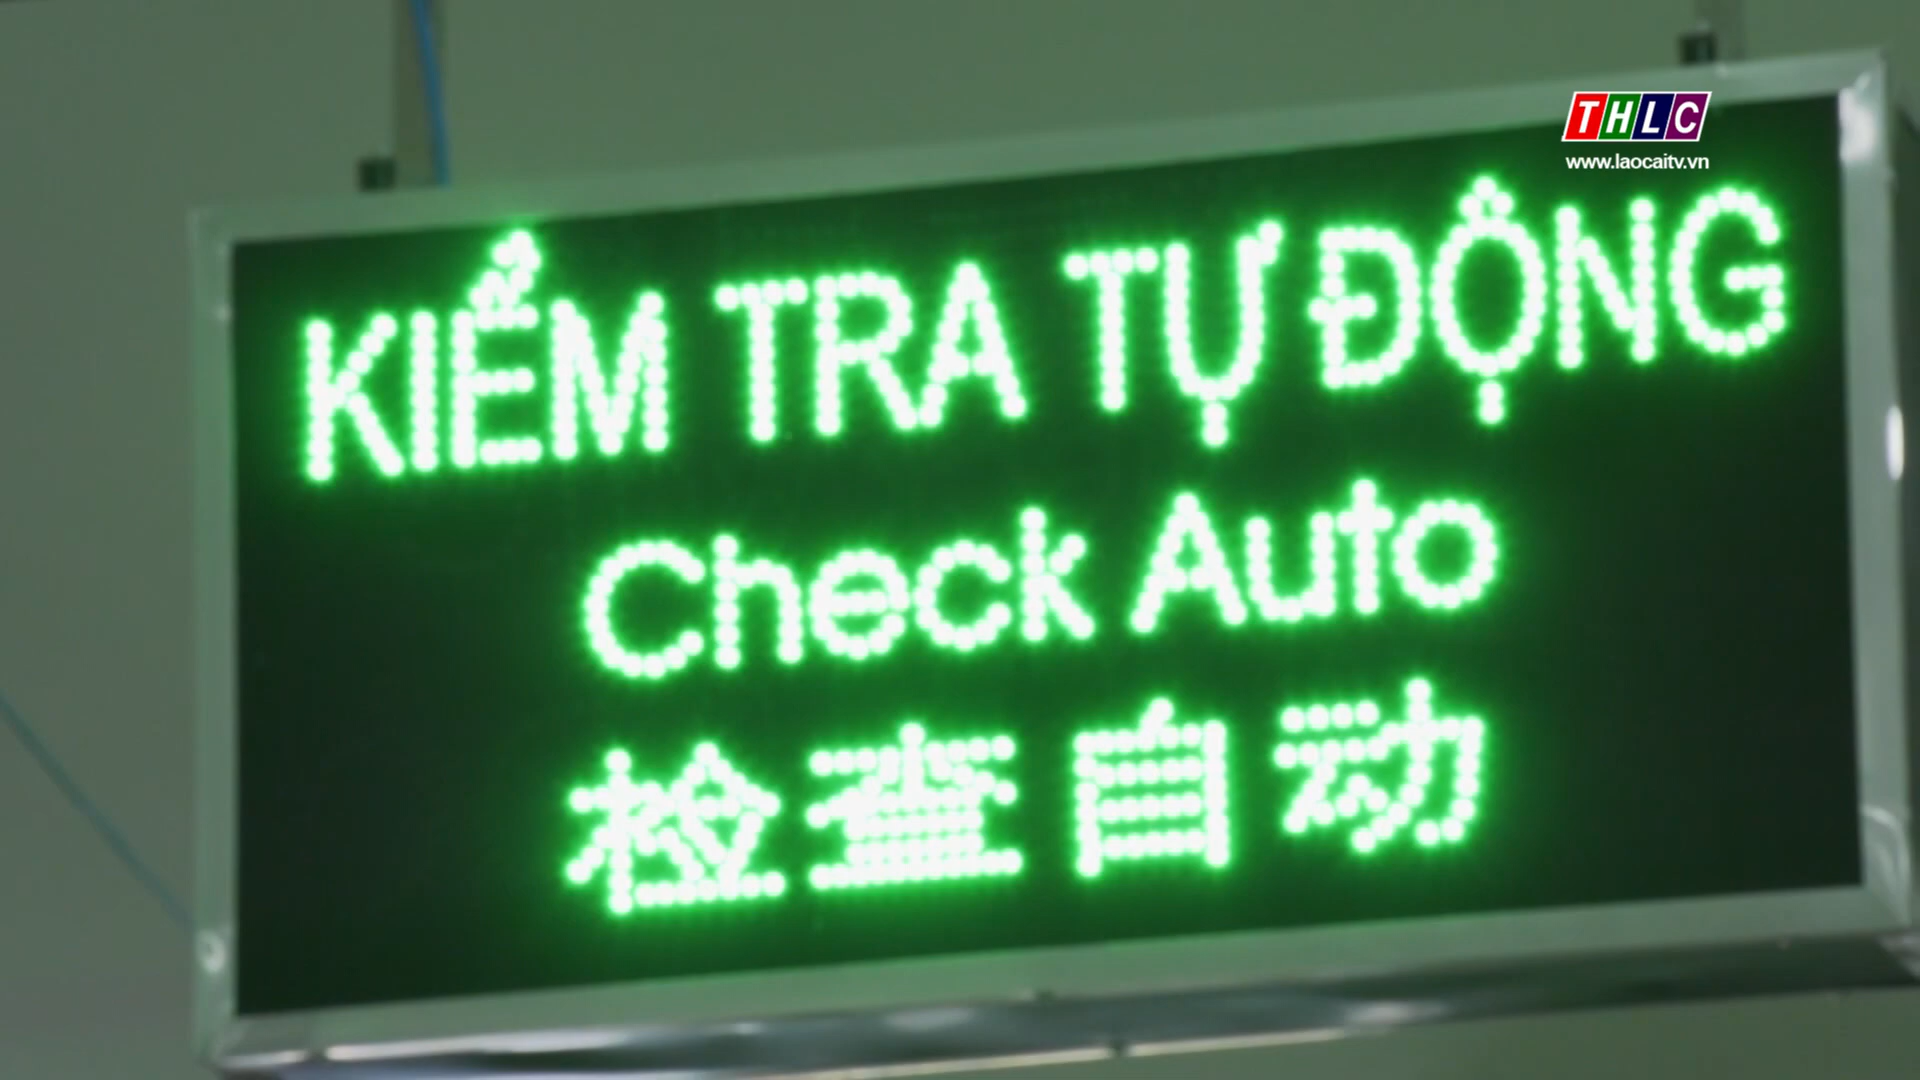 THLC
www.laocaitv.vn
KIỂM TRA TỰ ĐỘNG
Check Auto
检查自动